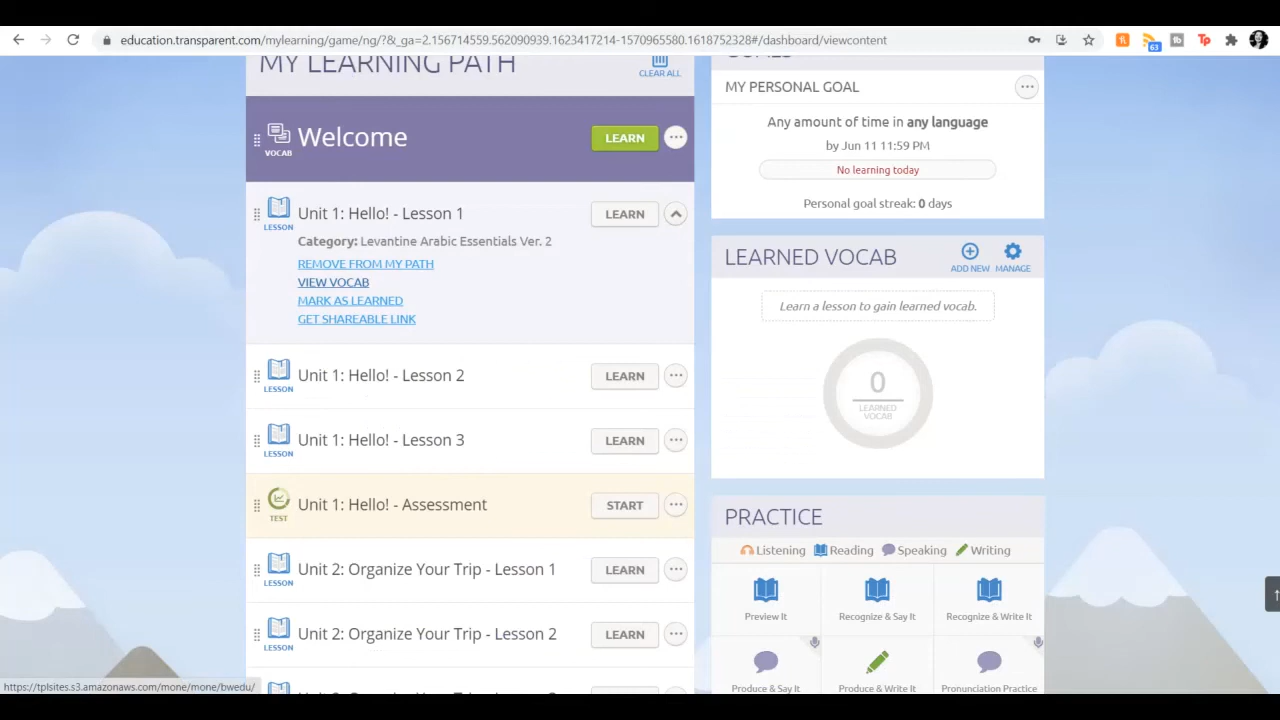 education.transparent.com/mylearning/game/ng/?&_ga=2.156714559.562090939.1623417214-1570965580.1618752328#/dashboard/viewcontent
63
Tp
MY LEARNING PATH
CLEAR ALL
Welcome
VOCAB
LEARN
Unit 1: Hello! - Lesson 1
LESSON
LEARN
Category: Levantine Arabic Essentials Ver. 2
REMOVE FROM MY PATH
VIEW VOCAB
MARK AS LEARNED
GET SHAREABLE LINK
Unit 1: Hello! - Lesson 2
LESSON
LEARN
Unit 1: Hello! - Lesson 3
LESSON
LEARN
Unit 1: Hello! - Assessment
TEST
START
Unit 2: Organize Your Trip - Lesson 1
LESSON
LEARN
Unit 2: Organize Your Trip - Lesson 2
LESSON
LEARN
GOALS
MY PERSONAL GOAL
Any amount of time in any language
by Jun 11 11:59 PM
No learning today
Personal goal streak: 0 days
LEARNED VOCAB
ADD NEW MANAGE
Learn a lesson to gain learned vocab.
0
LEARNED
VOCAB
PRACTICE
Listening Reading Speaking Writing
Preview It Recognize & Say It Recognize & Write It
Produce & Say It Produce & Write It Pronunciation Practice
https://tplsites.s3.amazonaws.com/mone/mone/bwedu/